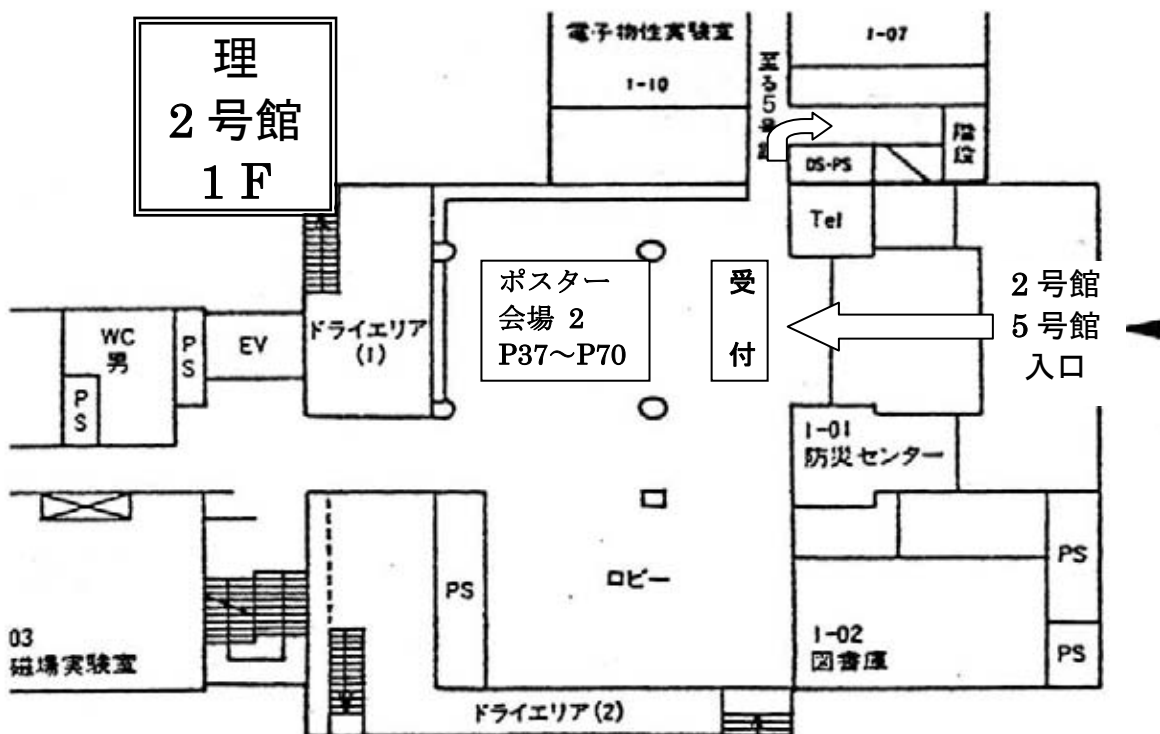 理
2 号館
1 F
電子物性実験室
1-10
至る5号館
1-07
階段
DS-PS
Tel
ポスター
会場 2
P37～P70
受
付
2 号館
5 号館
入口
ドライエリア
(1)
WC
男
PS
EV
PS
1-01
防災センター
PS
ロビー
PS
1-02
図書庫
PS
03
磁場実験室
ドライエリア(2)